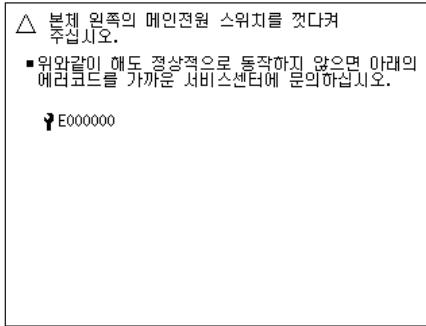 본체 왼쪽의 메인전원 스위치를 껏다켜
주십시오.
▪위와같이 해도 정상적으로 동작하지 않으면 아래의
에러코드를 가까운 서비스센터에 문의하십시오.
E000000